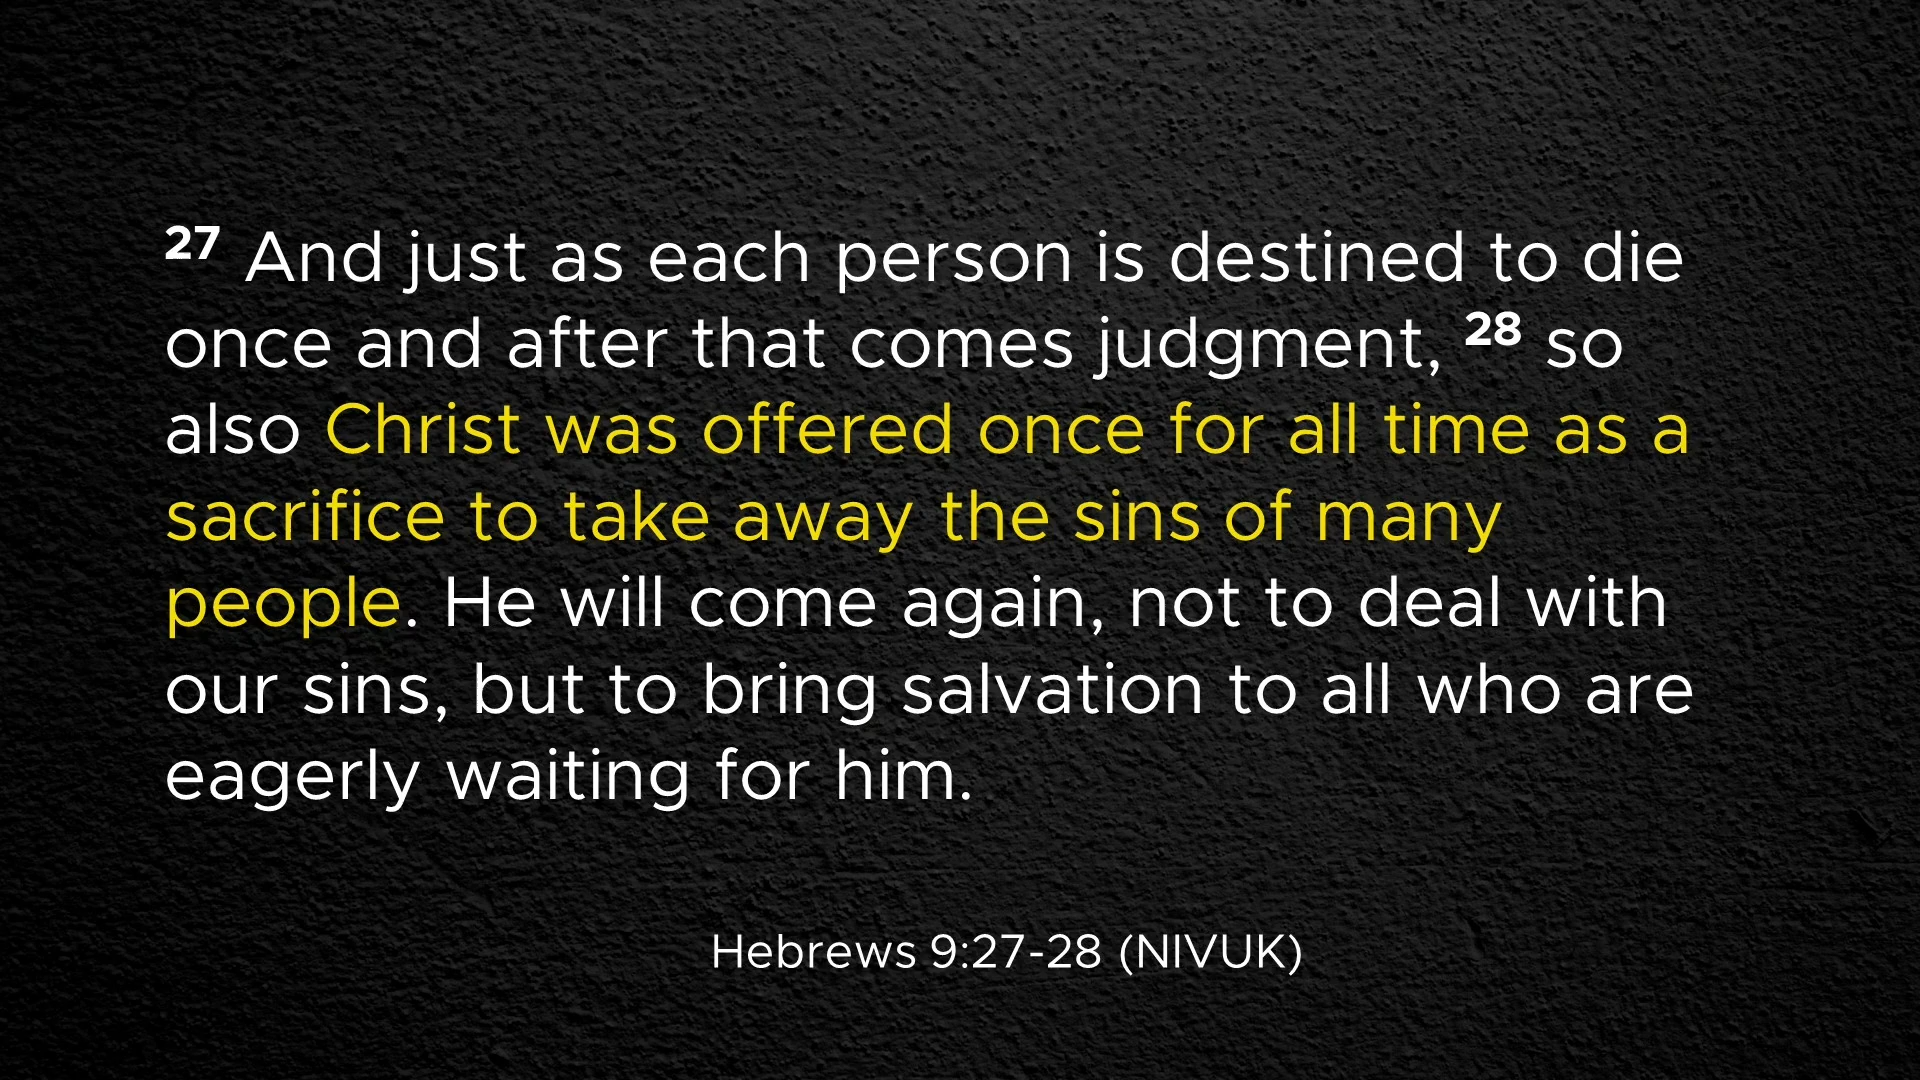 27 And just as each person is destined to die
once and after that comes judgment, 28 so
also Christ was offered once for all time as a
sacrifice to take away the sins of many
people. He will come again, not to deal with
our sins, but to bring salvation to all who are
eagerly waiting for him.
Hebrews 9:27-28 (NIVUK)